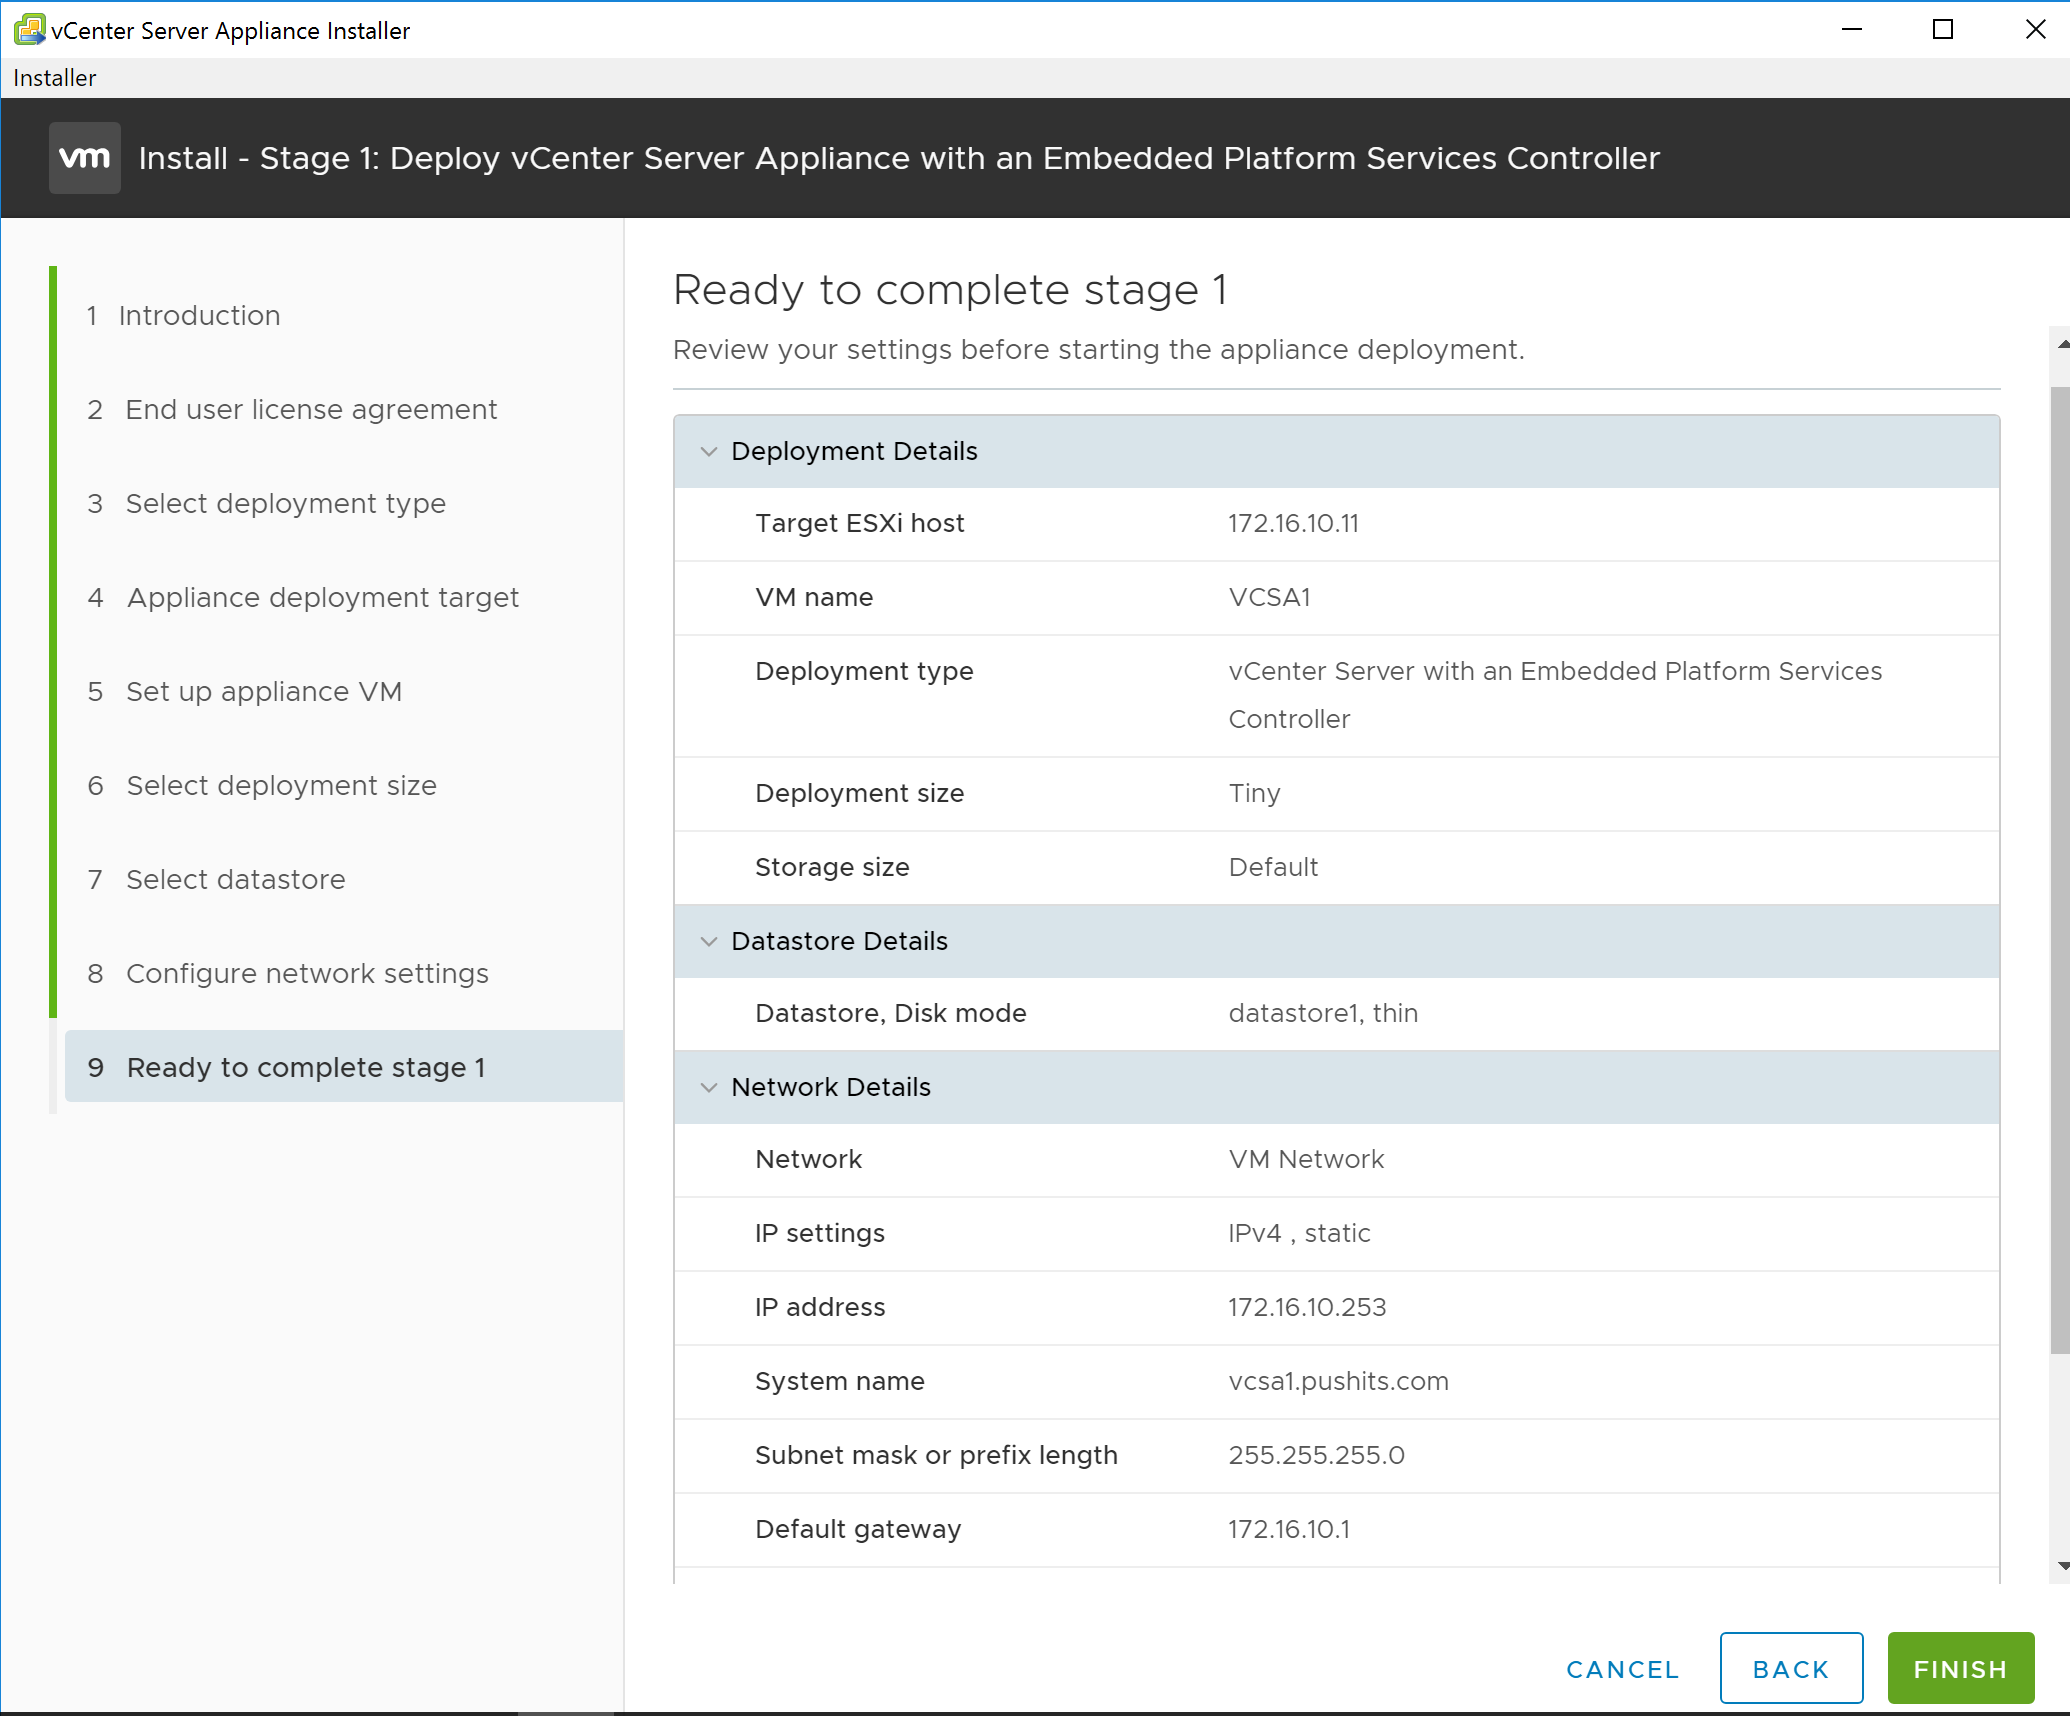 vCenter Server Appliance Installer
Installer
vm Install - Stage 1: Deploy vCenter Server Appliance with an Embedded Platform Services Controller
1 Introduction
2 End user license agreement
3 Select deployment type
4 Appliance deployment target
5 Set up appliance VM
6 Select deployment size
7 Select datastore
8 Configure network settings
9 Ready to complete stage 1
Ready to complete stage 1
Review your settings before starting the appliance deployment.
Deployment Details
Target ESXi host 172.16.10.11
VM name VCSA1
Deployment type vCenter Server with an Embedded Platform Services
Controller
Deployment size Tiny
Storage size Default
Datastore Details
Datastore, Disk mode datastore1, thin
Network Details
Network VM Network
IP settings IPv4 , static
IP address 172.16.10.253
System name vcsa1.pushits.com
Subnet mask or prefix length 255.255.255.0
Default gateway 172.16.10.1
CANCEL BACK FINISH